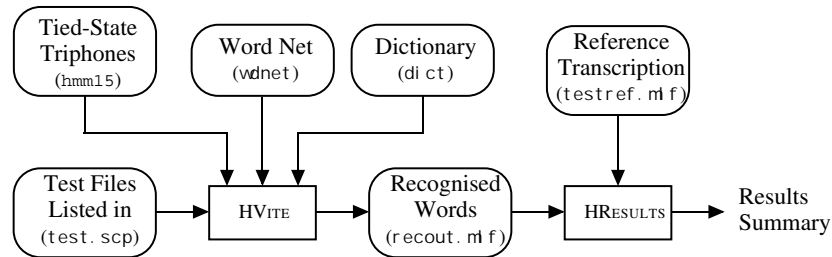 Tied-State
Triphones
(hmm15)
Word Net
(wdnet)
Dictionary
(dict)
Reference
Transcription
(testref.mlf)
Test Files
Listed in
(test.scp)
HVITE
Recognised
Words
(recout.mlf)
HRESULTS
Results
Summary